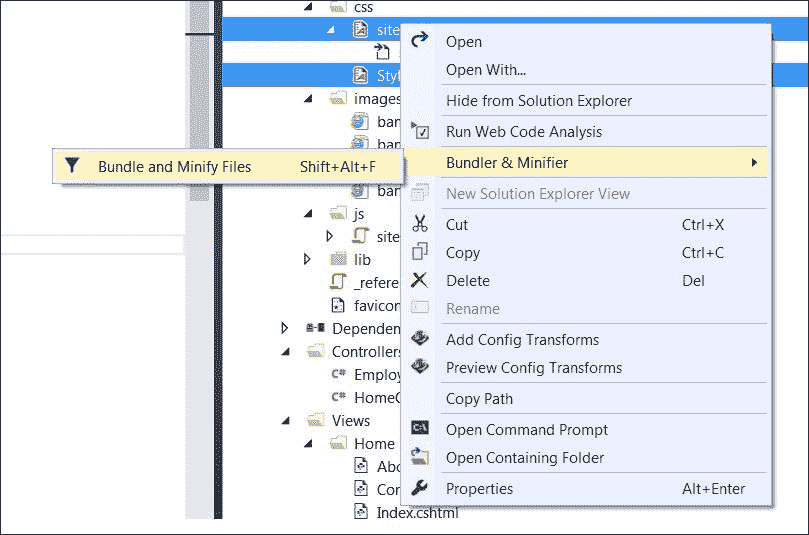 css
site
Open
Open With...
Styl
Hide from Solution Explorer
images
ban
Run Web Code Analysis
ban
Bundle and Minify Files Shift+Alt+F
Bundler & Minifier
ban
New Solution Explorer View
js
Cut Ctrl+X
site
Copy Ctrl+C
lib
Delete Del
_refere
favicon
Rename
Dependen
Add Config Transforms
Controllers
Preview Config Transforms
C# Employ
C# HomeC
Copy Path
Views
Open Command Prompt
Home
Open Containing Folder
Abo
Con
Properties Alt+Enter
Index.cshtml